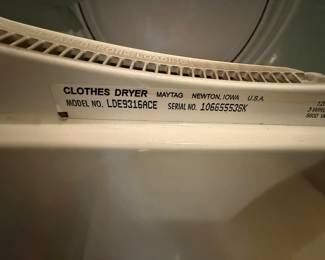 CLOTHES DRYER MAYTAG NEWTON, IOWA U.S.A.
MODEL NO. LDE9316ACE SERIAL NO. 10665553SK